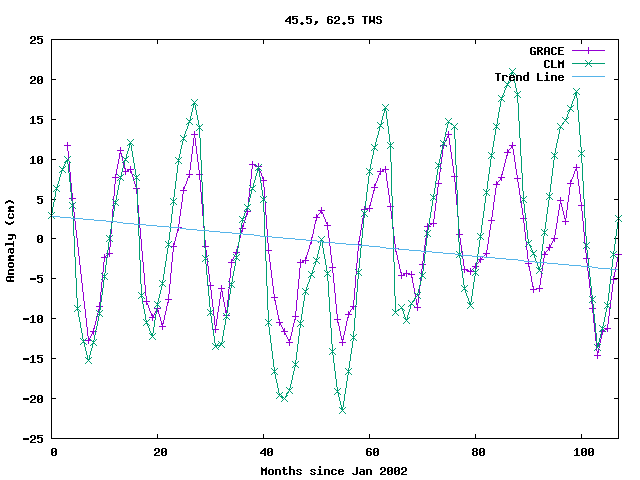 45.5, 62.5 TWS
GRACE
CLM
Trend Line
Anomaly (cm)
25
20
15
10
5
0
-5
-10
-15
-20
-25
0 20 40 60 80 100
Months since Jan 2002